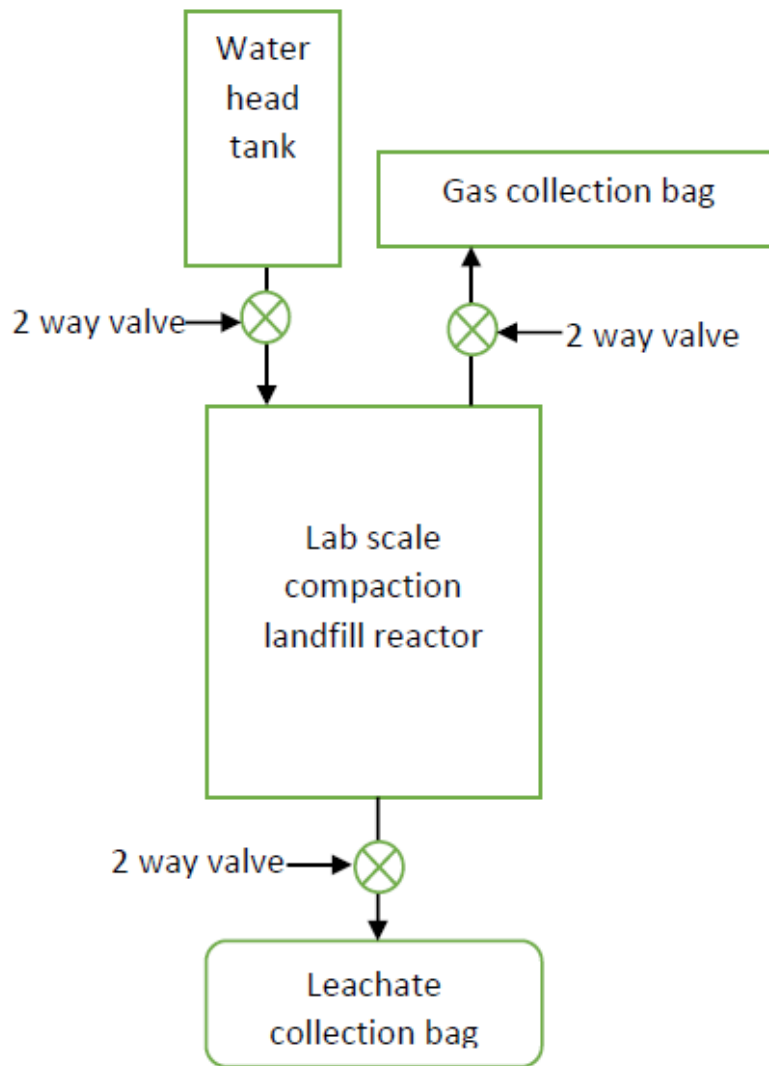 Water
head
tank
Gas collection bag
2 way valve
2 way valve
Lab scale
compaction
landfill reactor
2 way valve
Leachate
collection bag